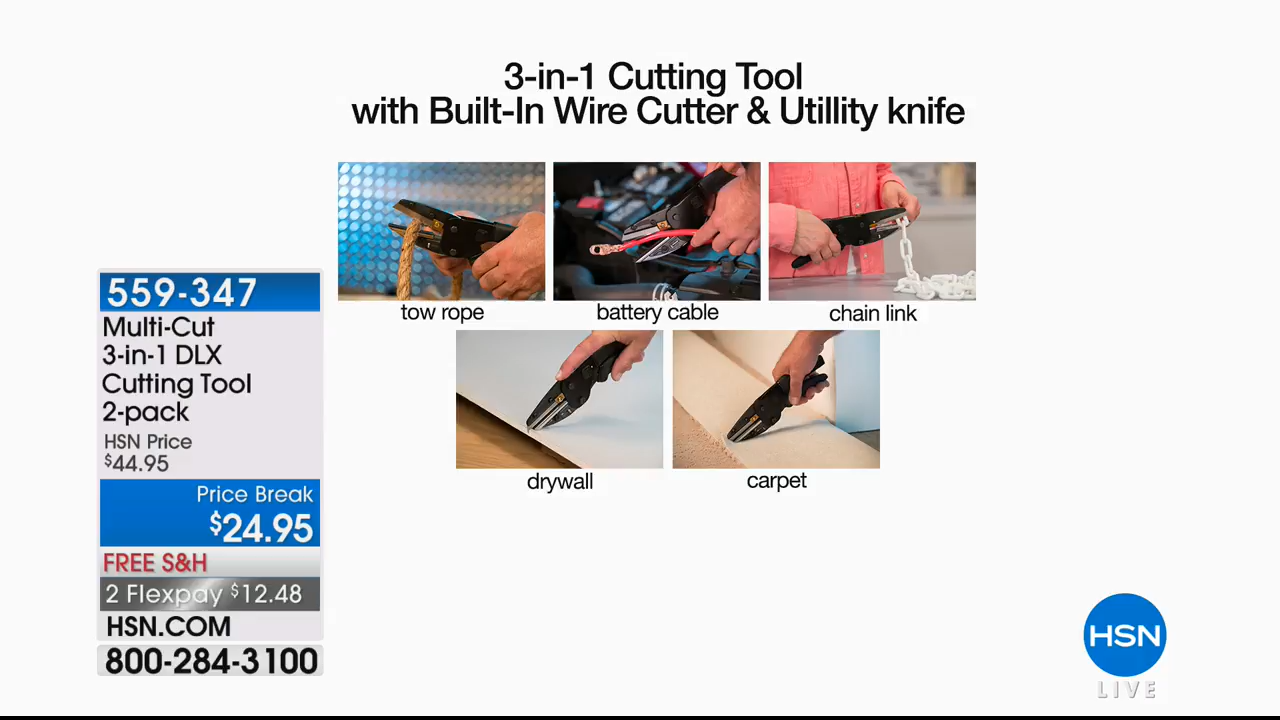 3-in-1 Cutting Tool
with Built-In Wire Cutter & Utillity knife
tow rope
battery cable
chain link
drywall
carpet
559-347
Multi-Cut
3-in-1 DLX
Cutting Tool
2-pack
HSN Price
$44.95
Price Break
$24.95
FREE S&H
2 Flexpay $12.48
HSN.COM
800-284-3100
HSN
LIVE